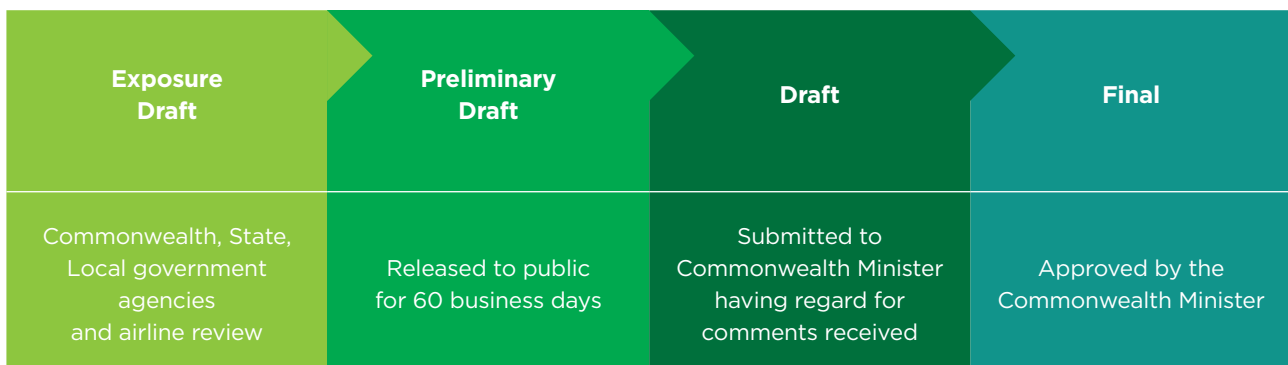 Exposure
Draft
Preliminary
Draft
Draft
Final
Commonwealth, State,
Local government
agencies
and airline review
Released to public
for 60 business days
Submitted to
Commonwealth Minister
having regard for
comments received
Approved by the
Commonwealth Minister